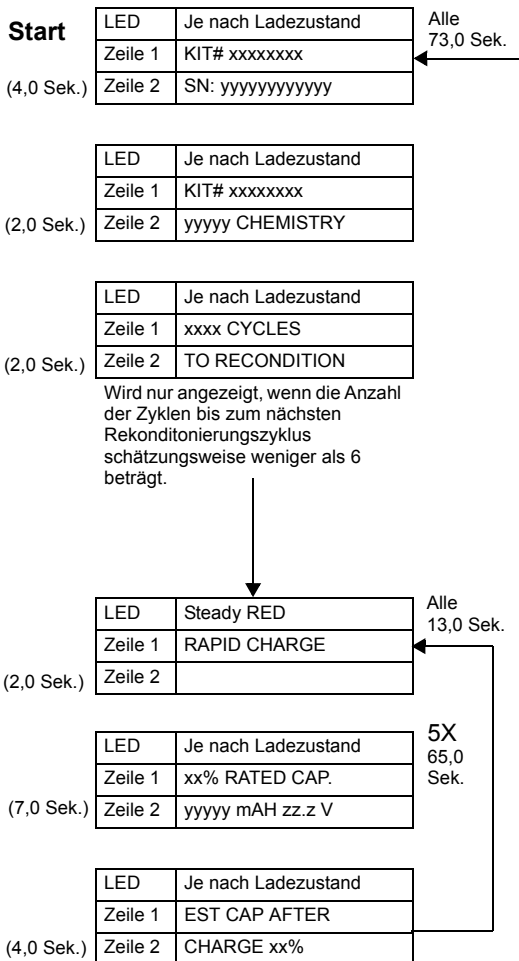 Start
LED Je nach Ladezustand
Zeile 1 KIT# xxxxxxxx
(4,0 Sek.) Zeile 2 SN: yyyyyyyyyyyy
Alle
73,0 Sek.
LED Je nach Ladezustand
Zeile 1 KIT# xxxxxxxx
(2,0 Sek.) Zeile 2 yyyyy CHEMISTRY
LED Je nach Ladezustand
Zeile 1 xxxx CYCLES
(2,0 Sek.) Zeile 2 TO RECONDITION
Wird nur angezeigt, wenn die Anzahl
der Zyklen bis zum nächsten
Rekonditonierungszyklus
schätzungsweise weniger als 6
beträgt.
LED Steady RED
Zeile 1 RAPID CHARGE
(2,0 Sek.) Zeile 2
Alle
13,0 Sek.
5X
65,0
Sek.
LED Je nach Ladezustand
Zeile 1 xx% RATED CAP.
(7,0 Sek.) Zeile 2 yyyyy mAH zz.z V
LED Je nach Ladezustand
Zeile 1 EST CAP AFTER
(4,0 Sek.) Zeile 2 CHARGE xx%